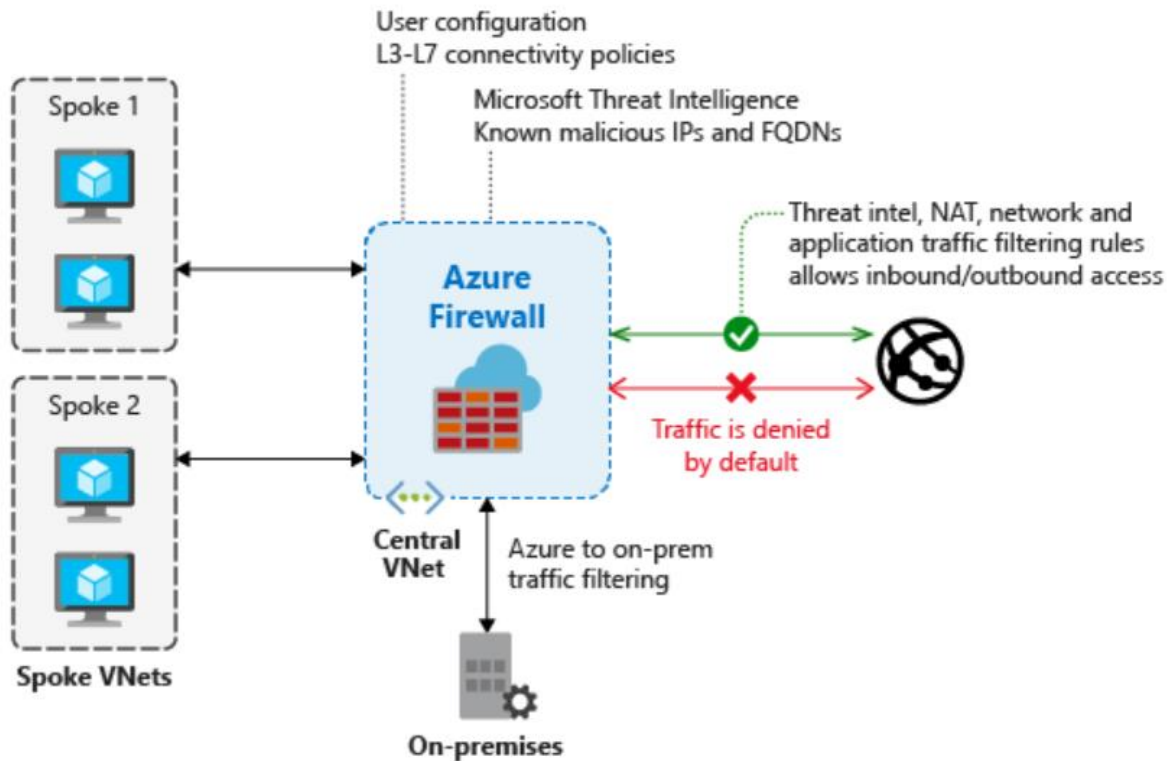 User configuration
L3-L7 connectivity policies
Microsoft Threat Intelligence
Known malicious IPs and FQDNs
Spoke 1
Threat intel, NAT, network and
application traffic filtering rules
allows inbound/outbound access
Azure
Firewall
Spoke 2
Traffic is denied
by default
Central
VNet
Azure to on-prem
traffic filtering
Spoke VNets
On-premises